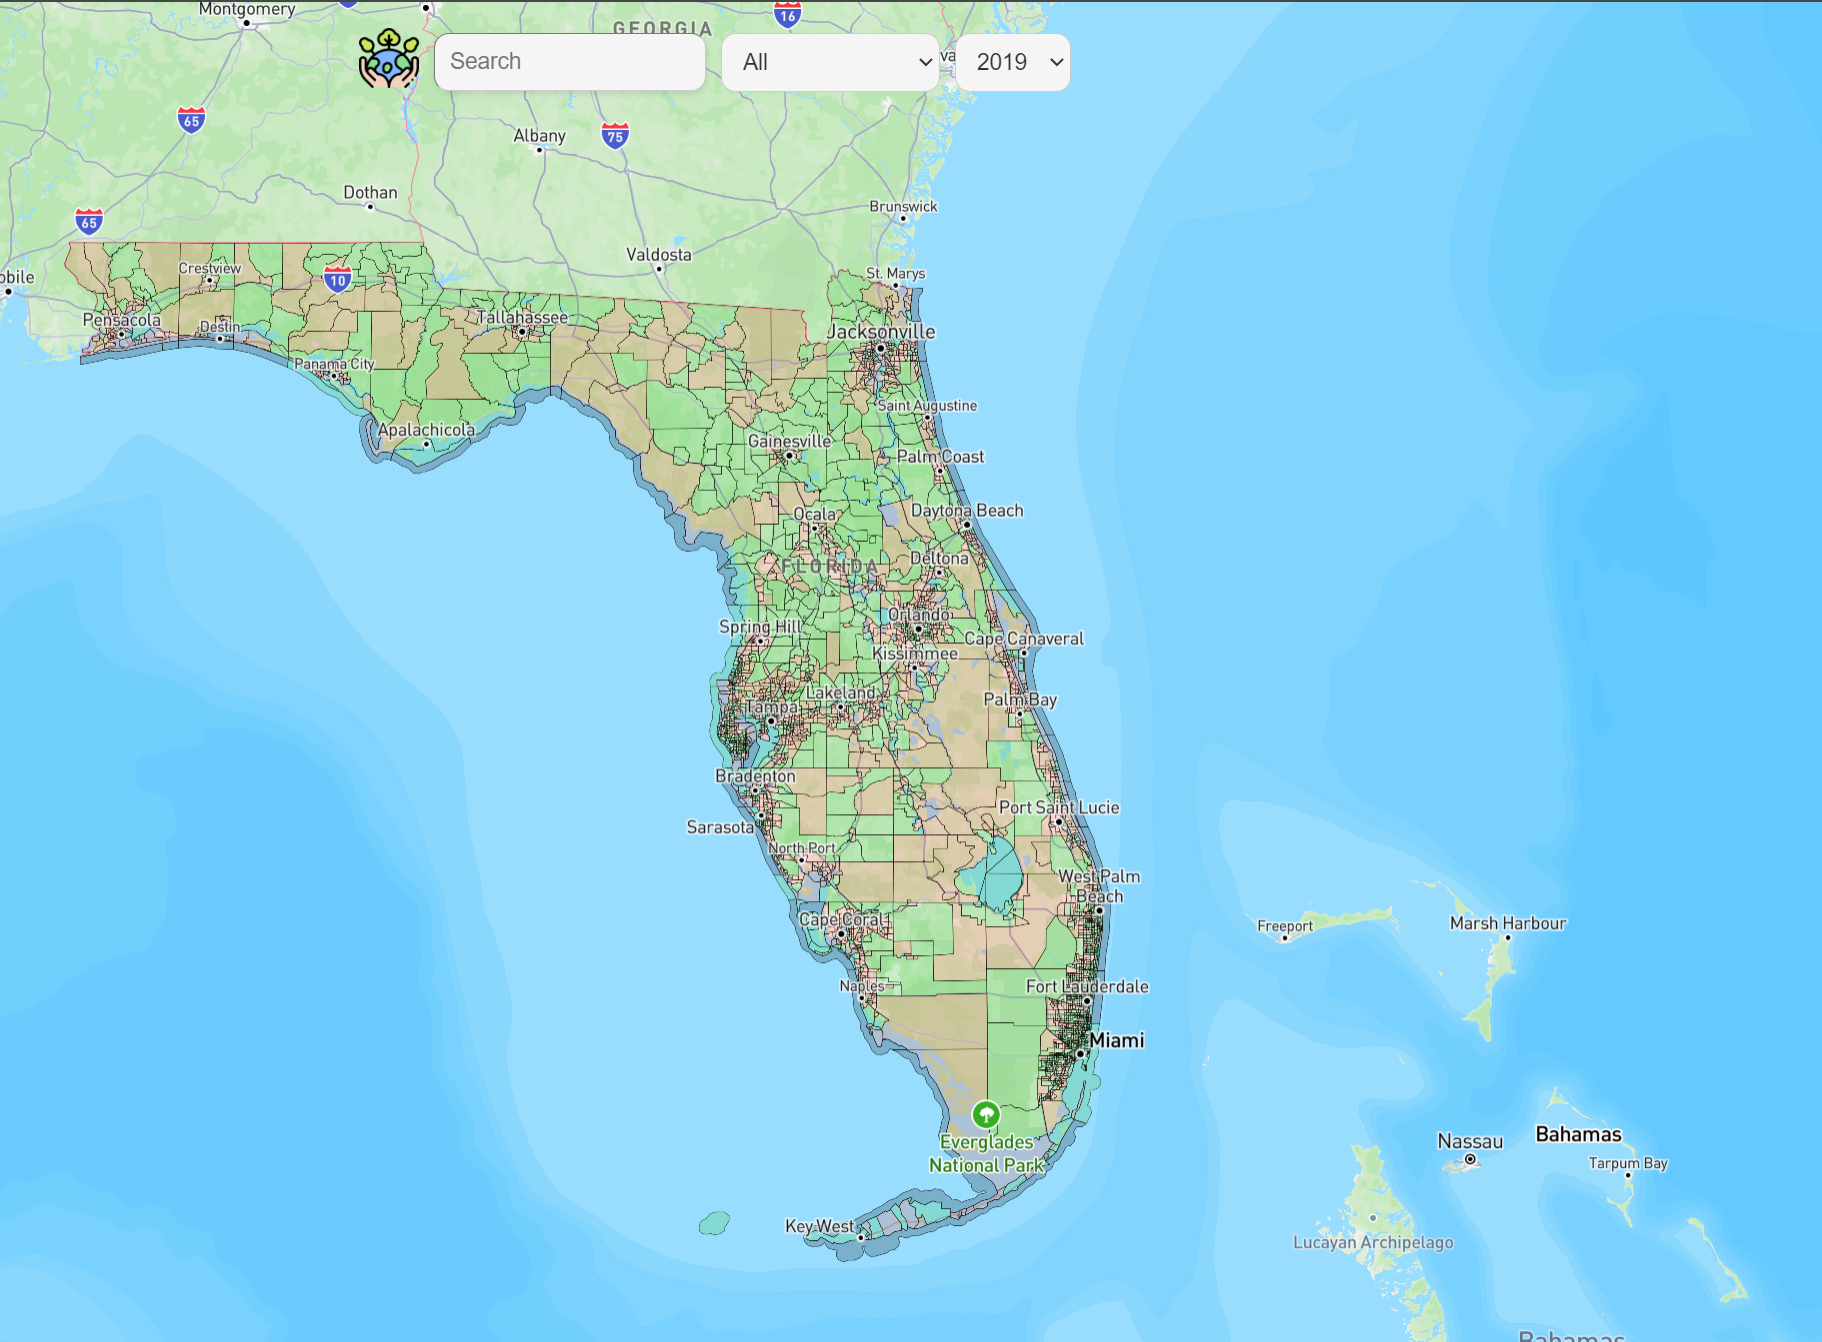 Montgomery
GEORGIA
16
Search
All
2019
65
Albany
75
Dothan
Brunswick
65
Valdosta
St. Marys
Crestview
10
Pensacola
Destin
Tallahassee
Jacksonville
Panama City
Saint Augustine
Apalachicola
Gainesville
Palm Coast
Ocala
Daytona Beach
Deltona
FLORIDA
Orlando
Spring Hill
Cape Canaveral
Kissimmee
Lakeland
Palm Bay
Tampa
Bradenton
Port Saint Lucie
Sarasota
North Port
West Palm
Beach
Cape Coral
Freeport
Marsh Harbour
Naples
Fort Lauderdale
Miami
Everglades
National Park
Nassau
Bahamas
Tarpum Bay
Key West
Lucayan Archipelago
Bahamas